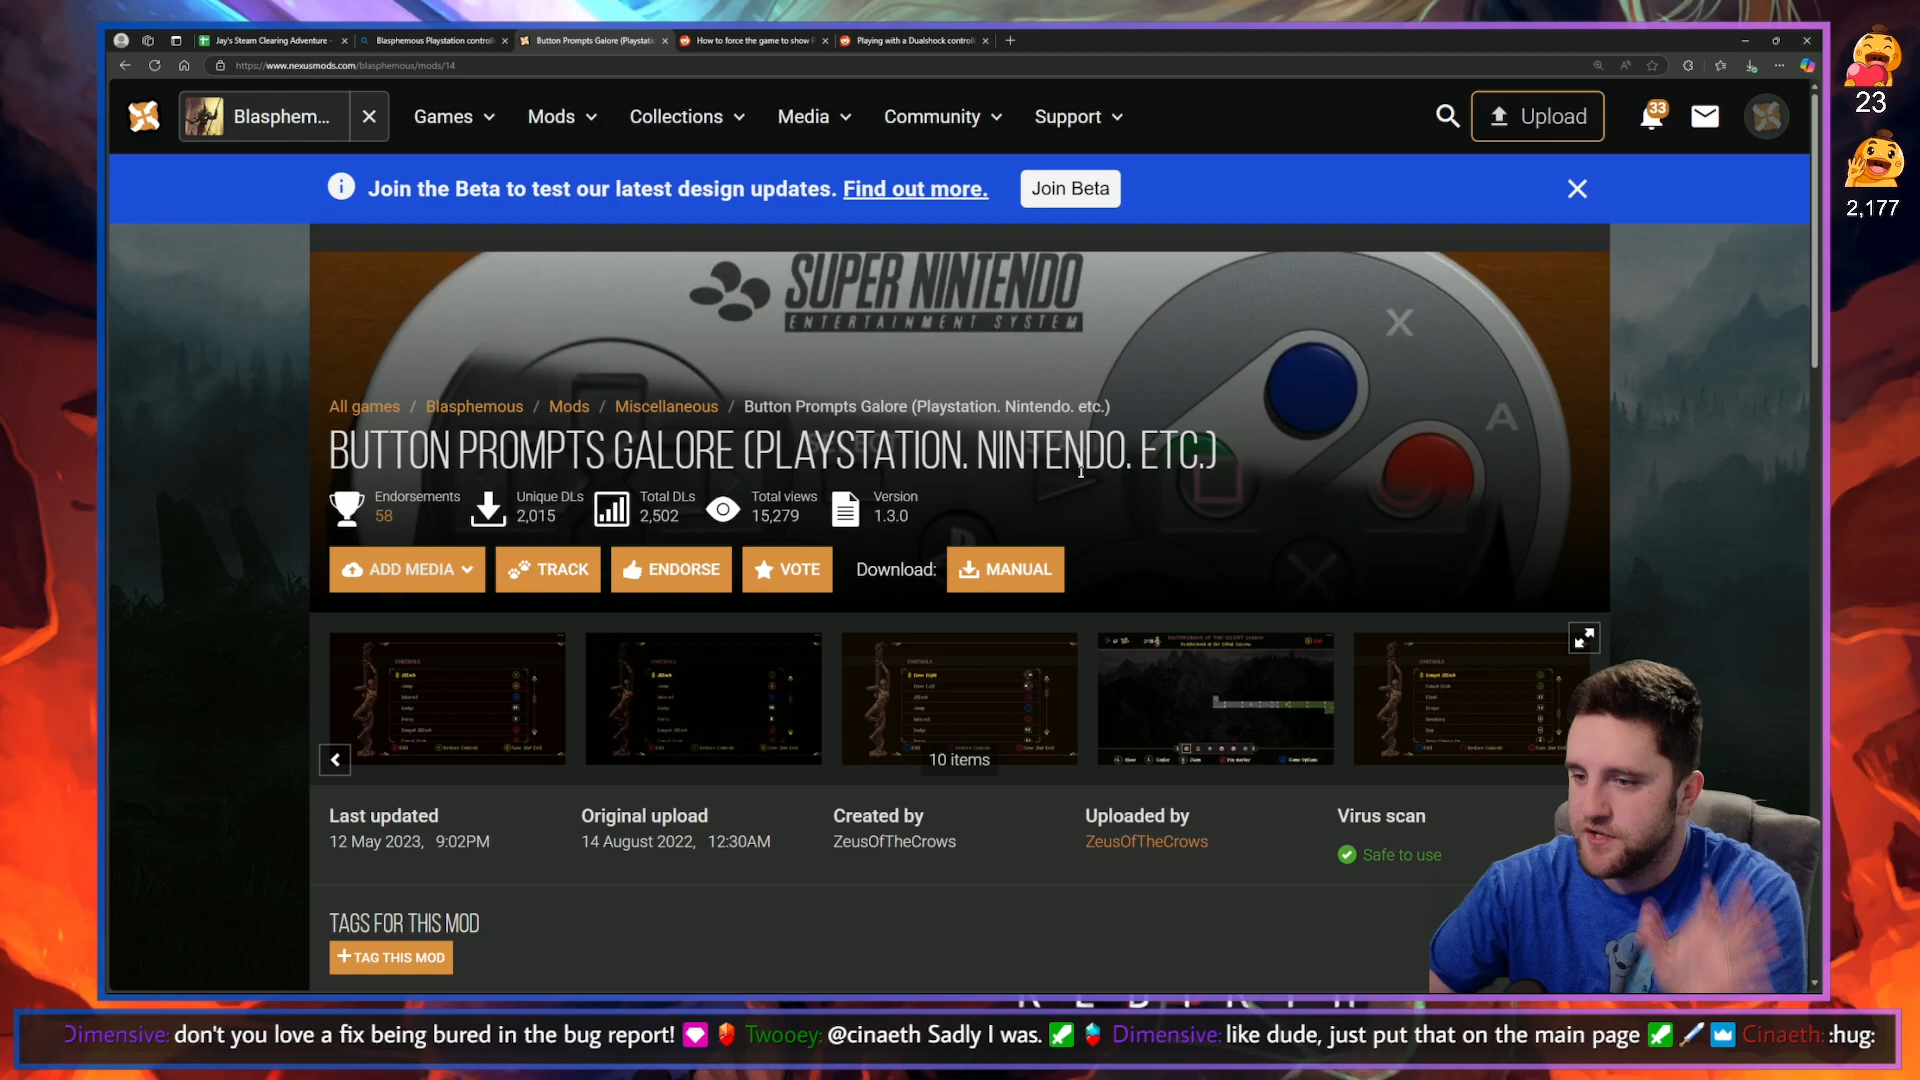 Jay's Steam Clearing Adventure -
Blasphemous Playstation controll
Button Prompts Galore (Playstatio
How to force the game to show P
Playing with a Dualshock controll
https://www.nexusmods.com/blasphemous/mods/14
Blasphem...
Games
Mods
Collections
Media
Community
Support
Upload
33
23
2,177
Join the Beta to test our latest design updates. Find out more.
Join Beta
SUPER NINTENDO
ENTERTAINMENT SYSTEM
X
A
All games / Blasphemous / Mods / Miscellaneous / Button Prompts Galore (Playstation. Nintendo. etc.)
BUTTON PROMPTS GALORE (PLAYSTATION. NINTENDO. ETC.)
Endorsements
58
Unique DLs
2,015
Total DLs
2,502
Total views
15,279
Version
1.3.0
ADD MEDIA
TRACK
ENDORSE
VOTE
Download:
MANUAL
10 items
Last updated
12 May 2023, 9:02PM
Original upload
14 August 2022, 12:30AM
Created by
ZeusOfTheCrows
Uploaded by
ZeusOfTheCrows
Virus scan
Safe to use
TAGS FOR THIS MOD
+ TAG THIS MOD
Dimensive: don't you love a fix being bured in the bug report! Twooey: @cinaeth Sadly I was. Dimensive: like dude, just put that on the main page Cinaeth: :hug: